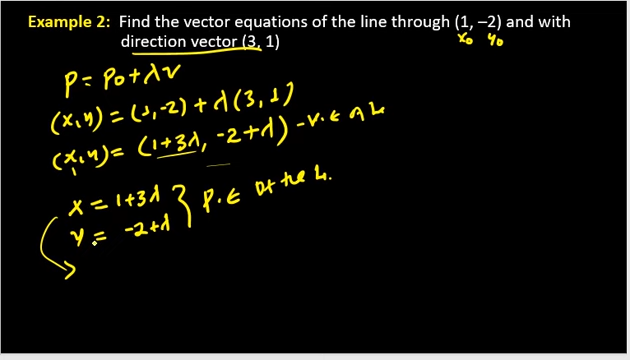 Example 2: Find the vector equations of the line through (1, –2) and with
direction vector (3, 1)
x₀ y₀
P = P₀ + λv
(x,y) = (1,-2) + λ(3,1)
(x,y) = (1+3λ, -2+λ) - V.E of L
x = 1+3λ
y = -2+λ } P.E of the L.